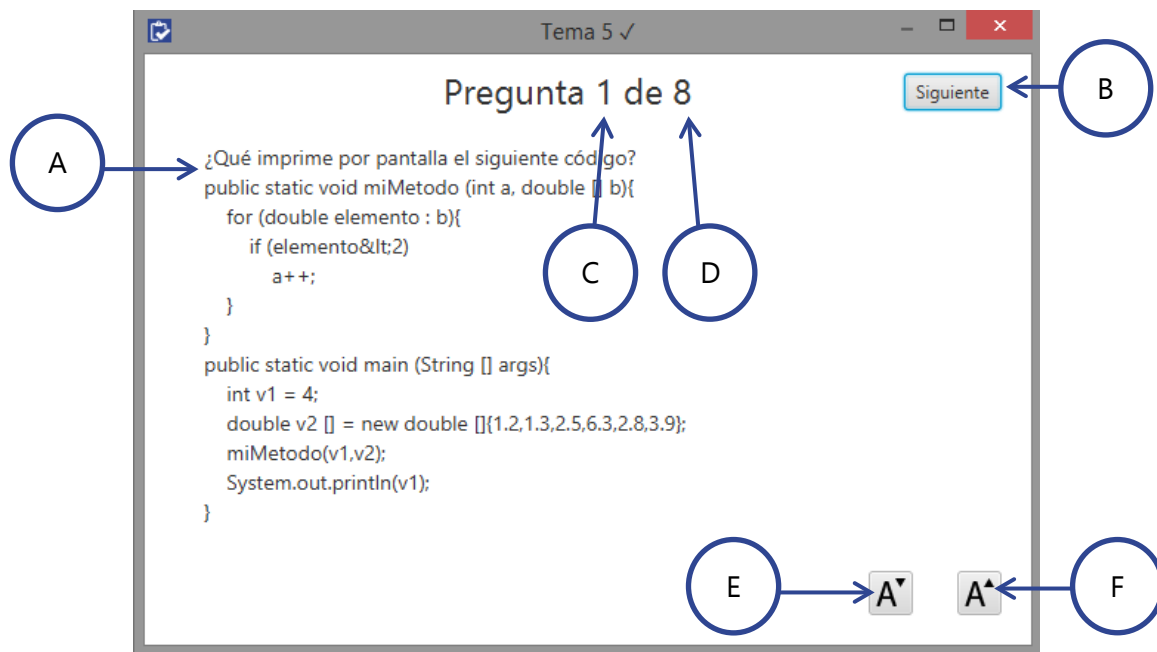 Tema 5 ✓
Pregunta 1 de 8
Siguiente
B
A
¿Qué imprime por pantalla el siguiente código?
public static void miMetodo (int a, double [] b){
for (double elemento : b){
if (elemento&lt;2)
a++;
}
}
C
D
public static void main (String [] args){
int v1 = 4;
double v2 [] = new double []{1.2,1.3,2.5,6.3,2.8,3.9};
miMetodo(v1,v2);
System.out.println(v1);
}
E
A
A
F